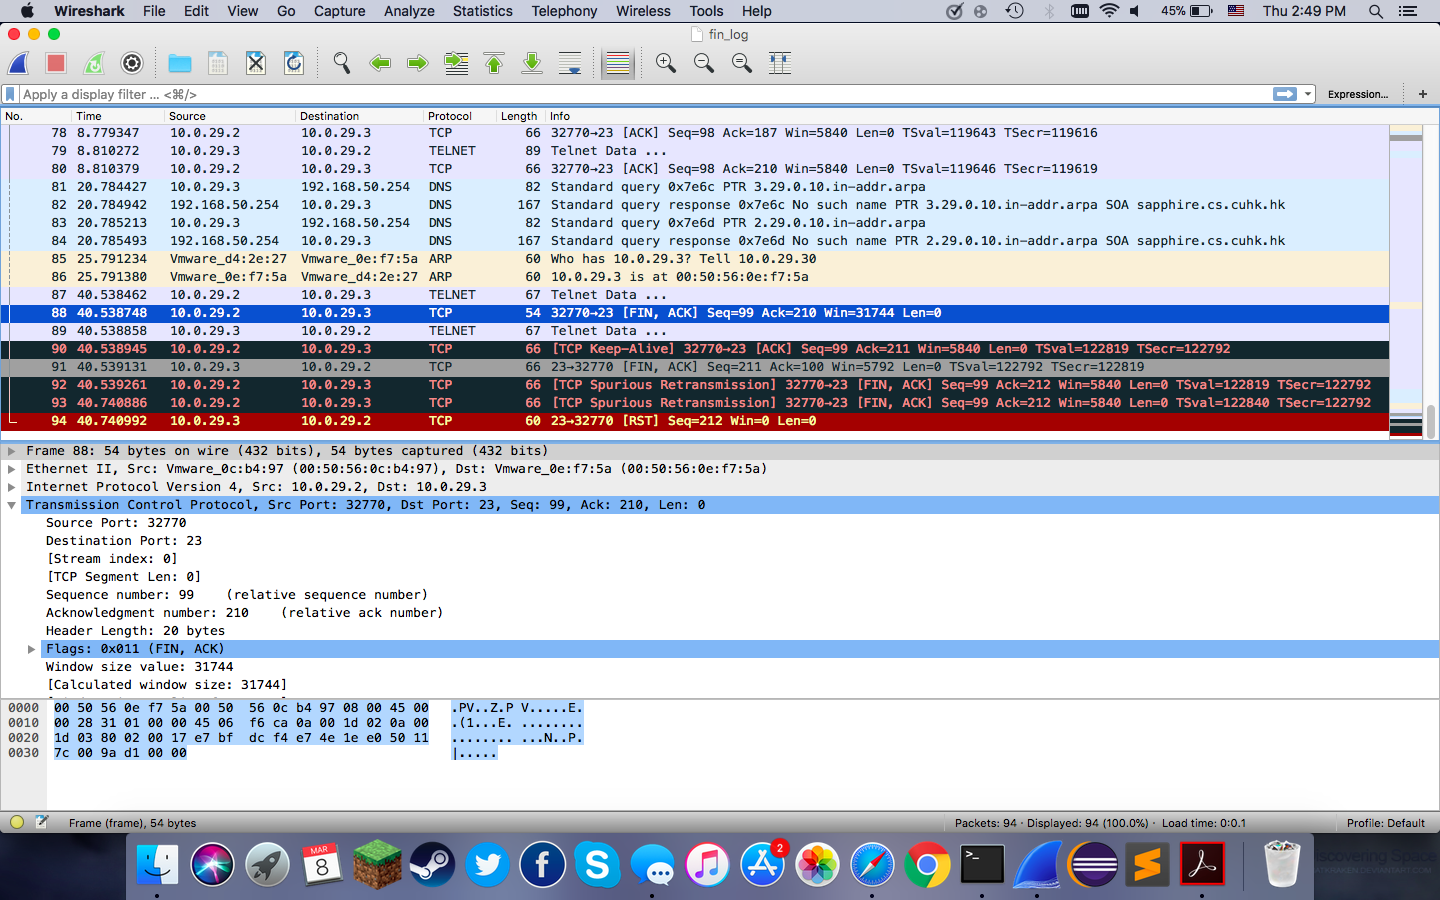 Wireshark File Edit View Go Capture Analyze Statistics Telephony Wireless Tools Help 45% Thu 2:49 PM
fin_log
Apply a display filter ... <⌘/> Expression... +
No. Time Source Destination Protocol Length Info
78 8.779347 10.0.29.2 10.0.29.3 TCP 66 32770→23 [ACK] Seq=98 Ack=187 Win=5840 Len=0 TSval=119643 TSecr=119616
79 8.810272 10.0.29.3 10.0.29.2 TELNET 89 Telnet Data ...
80 8.810379 10.0.29.2 10.0.29.3 TCP 66 32770→23 [ACK] Seq=98 Ack=210 Win=5840 Len=0 TSval=119646 TSecr=119619
81 20.784427 10.0.29.3 192.168.50.254 DNS 82 Standard query 0x7e6c PTR 3.29.0.10.in-addr.arpa
82 20.784942 192.168.50.254 10.0.29.3 DNS 167 Standard query response 0x7e6c No such name PTR 3.29.0.10.in-addr.arpa SOA sapphire.cs.cuhk.hk
83 20.785213 10.0.29.3 192.168.50.254 DNS 82 Standard query 0x7e6d PTR 2.29.0.10.in-addr.arpa
84 20.785493 192.168.50.254 10.0.29.3 DNS 167 Standard query response 0x7e6d No such name PTR 2.29.0.10.in-addr.arpa SOA sapphire.cs.cuhk.hk
85 25.791234 Vmware_d4:2e:27 Vmware_0e:f7:5a ARP 60 Who has 10.0.29.3? Tell 10.0.29.30
86 25.791380 Vmware_0e:f7:5a Vmware_d4:2e:27 ARP 60 10.0.29.3 is at 00:50:56:0e:f7:5a
87 40.538462 10.0.29.2 10.0.29.3 TELNET 67 Telnet Data ...
88 40.538748 10.0.29.2 10.0.29.3 TCP 54 32770→23 [FIN, ACK] Seq=99 Ack=210 Win=31744 Len=0
89 40.538858 10.0.29.3 10.0.29.2 TELNET 67 Telnet Data ...
90 40.538945 10.0.29.2 10.0.29.3 TCP 66 [TCP Keep-Alive] 32770→23 [ACK] Seq=99 Ack=211 Win=5840 Len=0 TSval=122819 TSecr=122792
91 40.539131 10.0.29.3 10.0.29.2 TCP 66 23→32770 [FIN, ACK] Seq=211 Ack=100 Win=5792 Len=0 TSval=122792 TSecr=122819
92 40.539261 10.0.29.2 10.0.29.3 TCP 66 [TCP Spurious Retransmission] 32770→23 [FIN, ACK] Seq=99 Ack=212 Win=5840 Len=0 TSval=122819 TSecr=122792
93 40.740886 10.0.29.2 10.0.29.3 TCP 66 [TCP Spurious Retransmission] 32770→23 [FIN, ACK] Seq=99 Ack=212 Win=5840 Len=0 TSval=122840 TSecr=122792
94 40.740992 10.0.29.3 10.0.29.2 TCP 60 23→32770 [RST] Seq=212 Win=0 Len=0
Frame 88: 54 bytes on wire (432 bits), 54 bytes captured (432 bits)
Ethernet II, Src: Vmware_0c:b4:97 (00:50:56:0c:b4:97), Dst: Vmware_0e:f7:5a (00:50:56:0e:f7:5a)
Internet Protocol Version 4, Src: 10.0.29.2, Dst: 10.0.29.3
Transmission Control Protocol, Src Port: 32770, Dst Port: 23, Seq: 99, Ack: 210, Len: 0
Source Port: 32770
Destination Port: 23
[Stream index: 0]
[TCP Segment Len: 0]
Sequence number: 99 (relative sequence number)
Acknowledgment number: 210 (relative ack number)
Header Length: 20 bytes
Flags: 0x011 (FIN, ACK)
Window size value: 31744
[Calculated window size: 31744]
0000 00 50 56 0e f7 5a 00 50 56 0c b4 97 08 00 45 00 .PV..Z.P V.....E.
0010 00 28 31 01 00 00 45 06 f6 ca 0a 00 1d 02 0a 00 .(1...E. ........
0020 1d 03 80 02 00 17 e7 bf dc f4 e7 4e 1e e0 50 11 ........ ...N..P.
0030 7c 00 9a d1 00 00 |.....
Frame (frame), 54 bytes Packets: 94 · Displayed: 94 (100.0%) · Load time: 0:0.1 Profile: Default
MAR
8
2
>_
iscovering Space